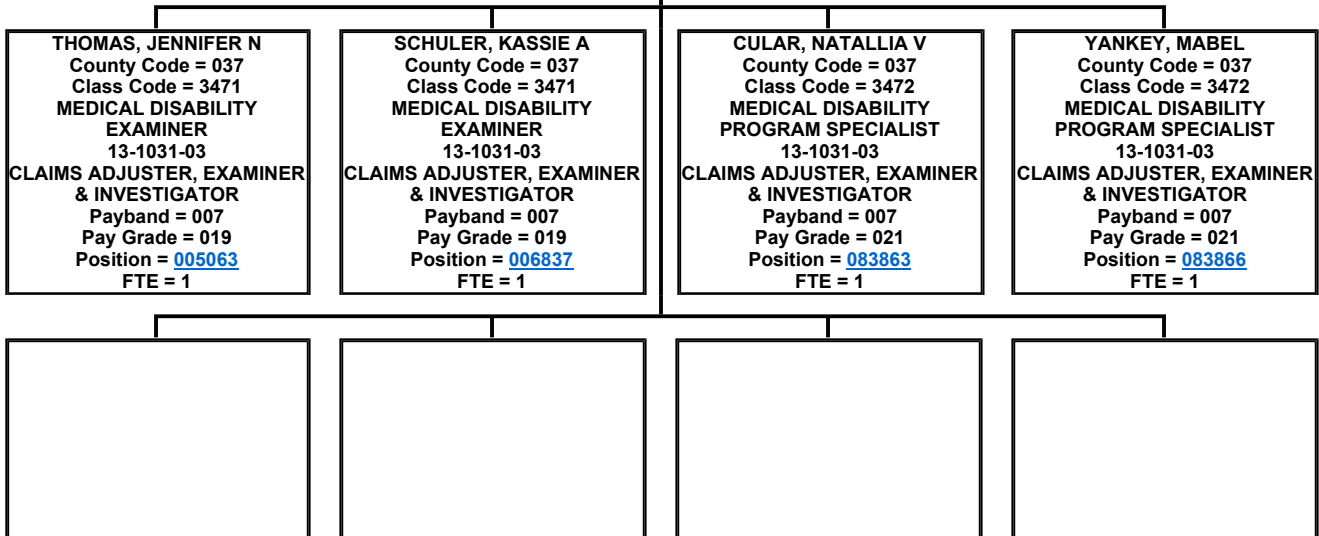 THOMAS, JENNIFER N
County Code = 037
Class Code = 3471
MEDICAL DISABILITY
EXAMINER
13-1031-03
CLAIMS ADJUSTER, EXAMINER
& INVESTIGATOR
Payband = 007
Pay Grade = 019
Position = 005063
FTE = 1
SCHULER, KASSIE A
County Code = 037
Class Code = 3471
MEDICAL DISABILITY
EXAMINER
13-1031-03
CLAIMS ADJUSTER, EXAMINER
& INVESTIGATOR
Payband = 007
Pay Grade = 019
Position = 006837
FTE = 1
CULAR, NATALLIA V
County Code = 037
Class Code = 3472
MEDICAL DISABILITY
PROGRAM SPECIALIST
13-1031-03
CLAIMS ADJUSTER, EXAMINER
& INVESTIGATOR
Payband = 007
Pay Grade = 021
Position = 083863
FTE = 1
YANKEY, MABEL
County Code = 037
Class Code = 3472
MEDICAL DISABILITY
PROGRAM SPECIALIST
13-1031-03
CLAIMS ADJUSTER, EXAMINER
& INVESTIGATOR
Payband = 007
Pay Grade = 021
Position = 083866
FTE = 1